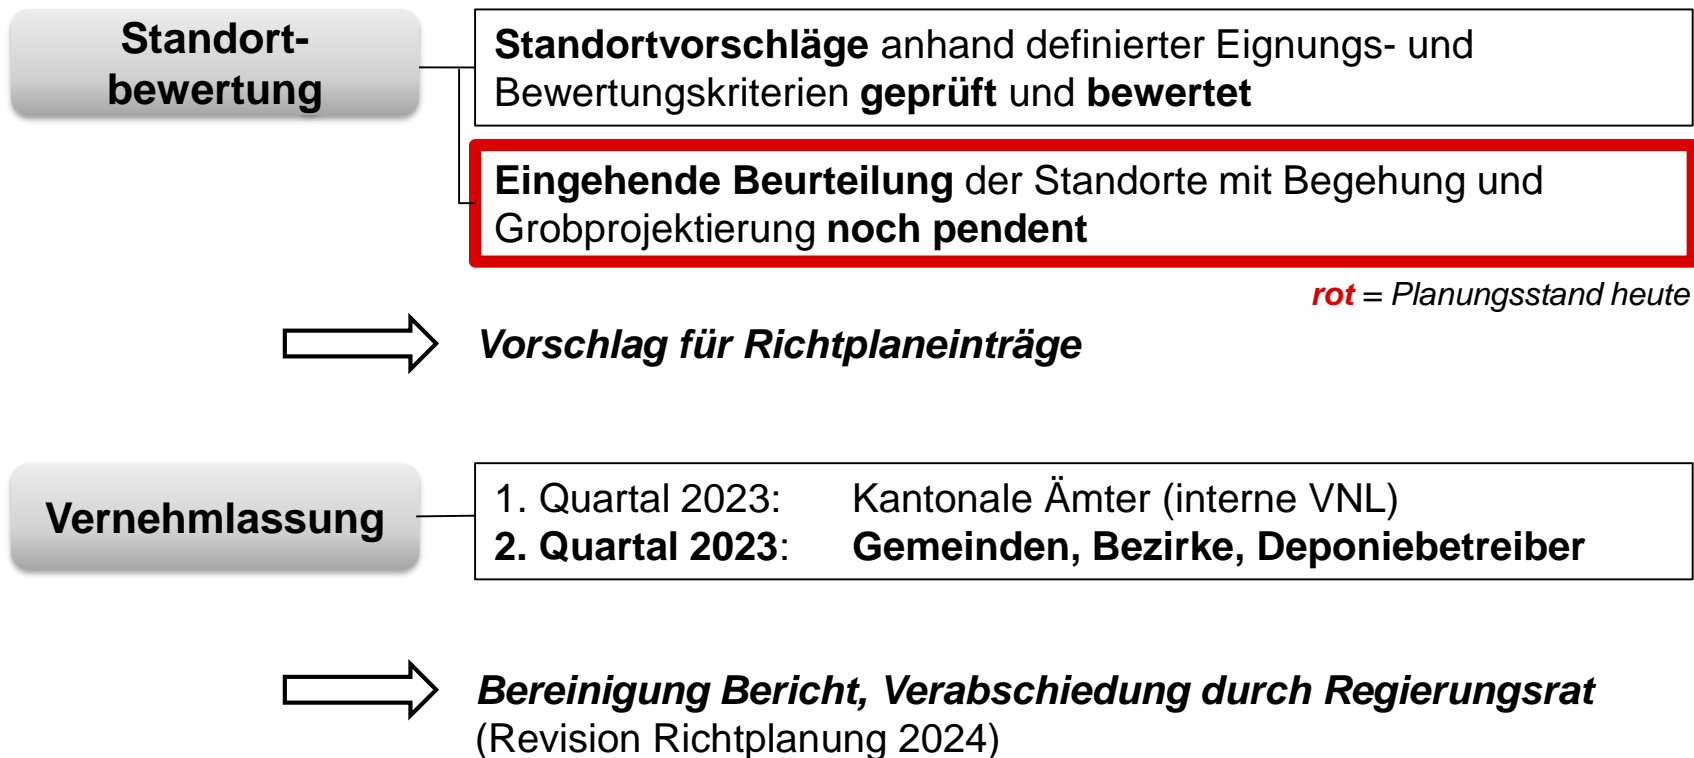 Standort-
bewertung
Standortvorschläge anhand definierter Eignungs- und
Bewertungskriterien geprüft und bewertet
Eingehende Beurteilung der Standorte mit Begehung und
Grobprojektierung noch pendent
rot = Planungsstand heute
Vorschlag für Richtplaneinträge
Vernehmlassung
1. Quartal 2023: Kantonale Ämter (interne VNL)
2. Quartal 2023: Gemeinden, Bezirke, Deponiebetreiber
Bereinigung Bericht, Verabschiedung durch Regierungsrat
(Revision Richtplanung 2024)